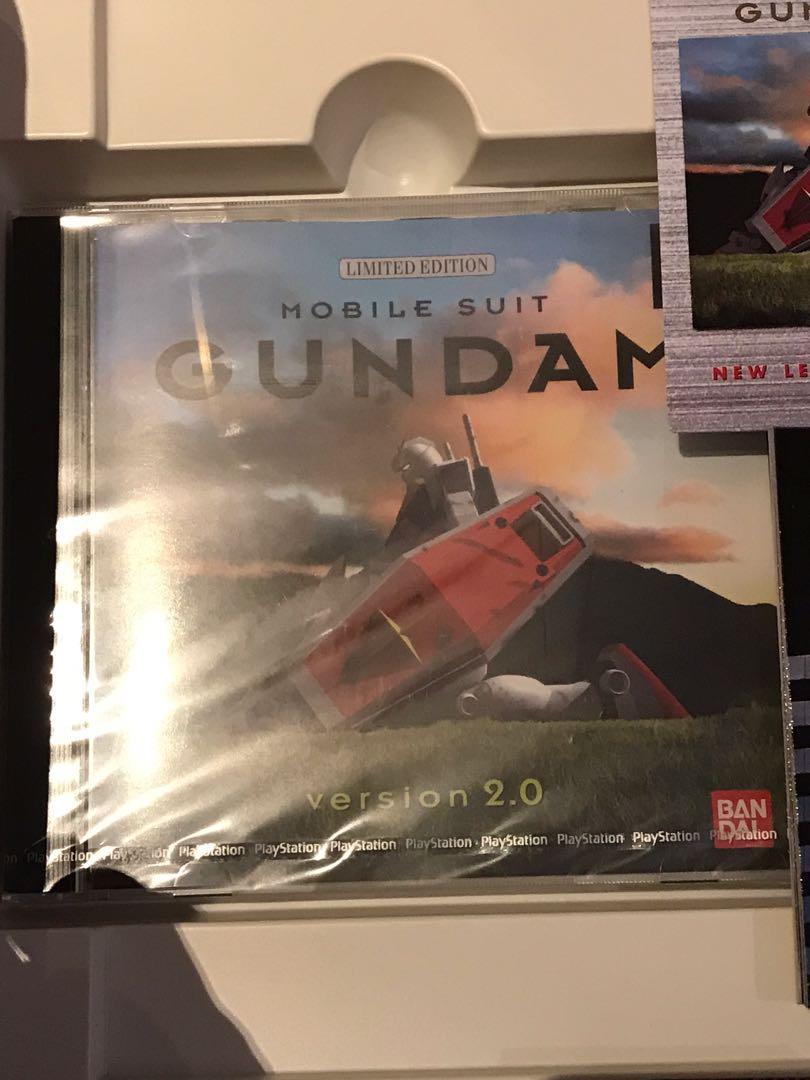 GUN
LIMITED EDITION
MOBILE SUIT
GUNDAM
NEW LE
version 2.0
BAN
DAI
PlayStation PlayStation PlayStation PlayStation PlayStation PlayStation PlayStation PlayStation PlayStation PlayStation